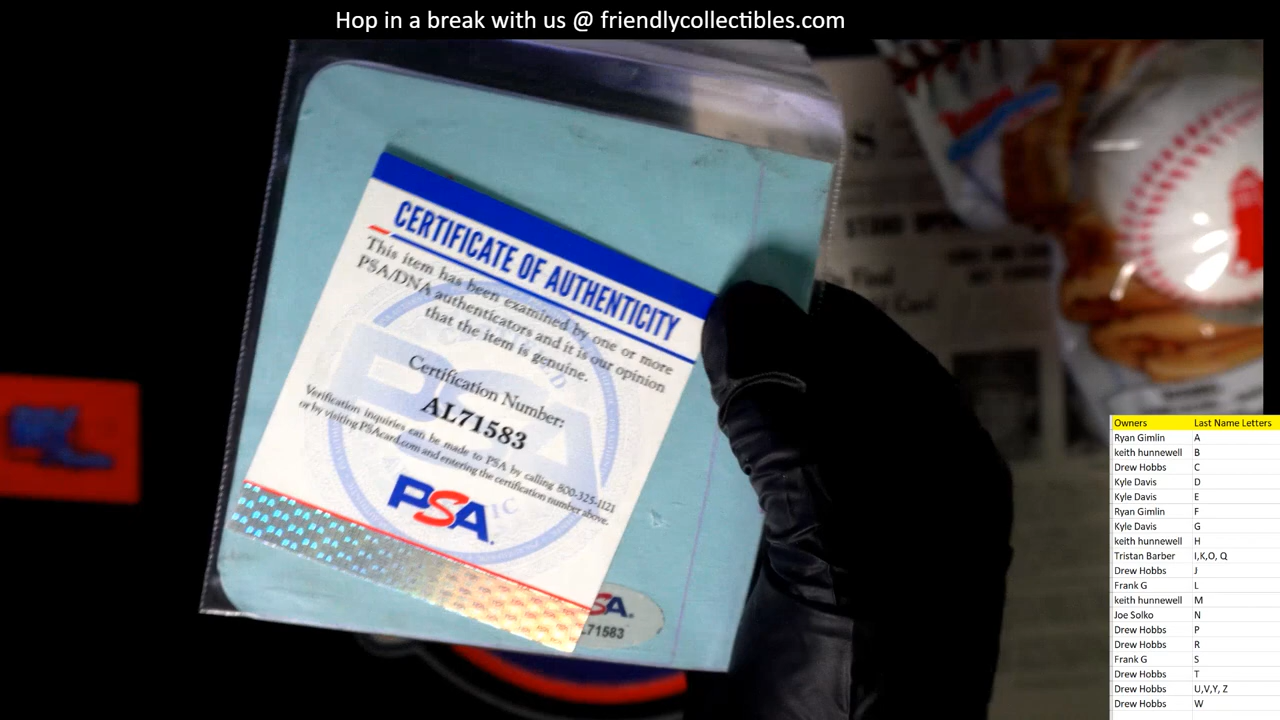 Hop in a break with us @ friendlycollectibles.com
CERTIFICATE OF AUTHENTICITY
This item has been examined by one or more
PSA/DNA authenticators and it is our opinion
that the item is genuine.
Certification Number:
AL71583
Verification inquiries can be made to PSA by calling 800-325-1121
or by visiting PSAcard.com and entering the certification number above.
PSA
SA.
L71583
Owners Last Name Letters
Ryan Gimlin A
keith hunnewell B
Drew Hobbs C
Kyle Davis D
Kyle Davis E
Ryan Gimlin F
Kyle Davis G
keith hunnewell H
Tristan Barber I,K,O, Q
Drew Hobbs J
Frank G L
keith hunnewell M
Joe Solko N
Drew Hobbs P
Drew Hobbs R
Frank G S
Drew Hobbs T
Drew Hobbs U,V,Y, Z
Drew Hobbs W